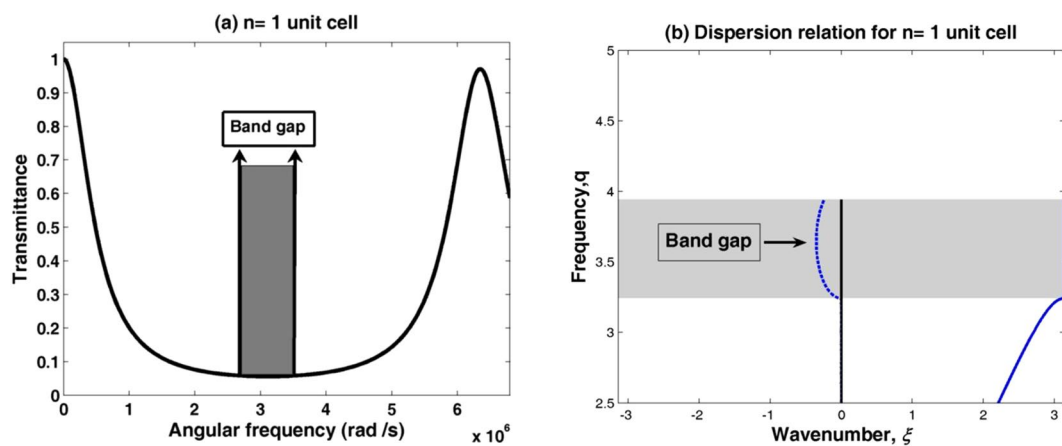 (a) n= 1 unit cell
Transmittance
1
0.9
0.8
0.7
0.6
0.5
0.4
0.3
0.2
0.1
0
Band gap
0 1 2 3 4 5 6
Angular frequency (rad /s)
x 10^6
(b) Dispersion relation for n= 1 unit cell
Frequency,q
5
4.5
4
3.5
3
2.5
Band gap
-3 -2 -1 0 1 2 3
Wavenumber, ξ